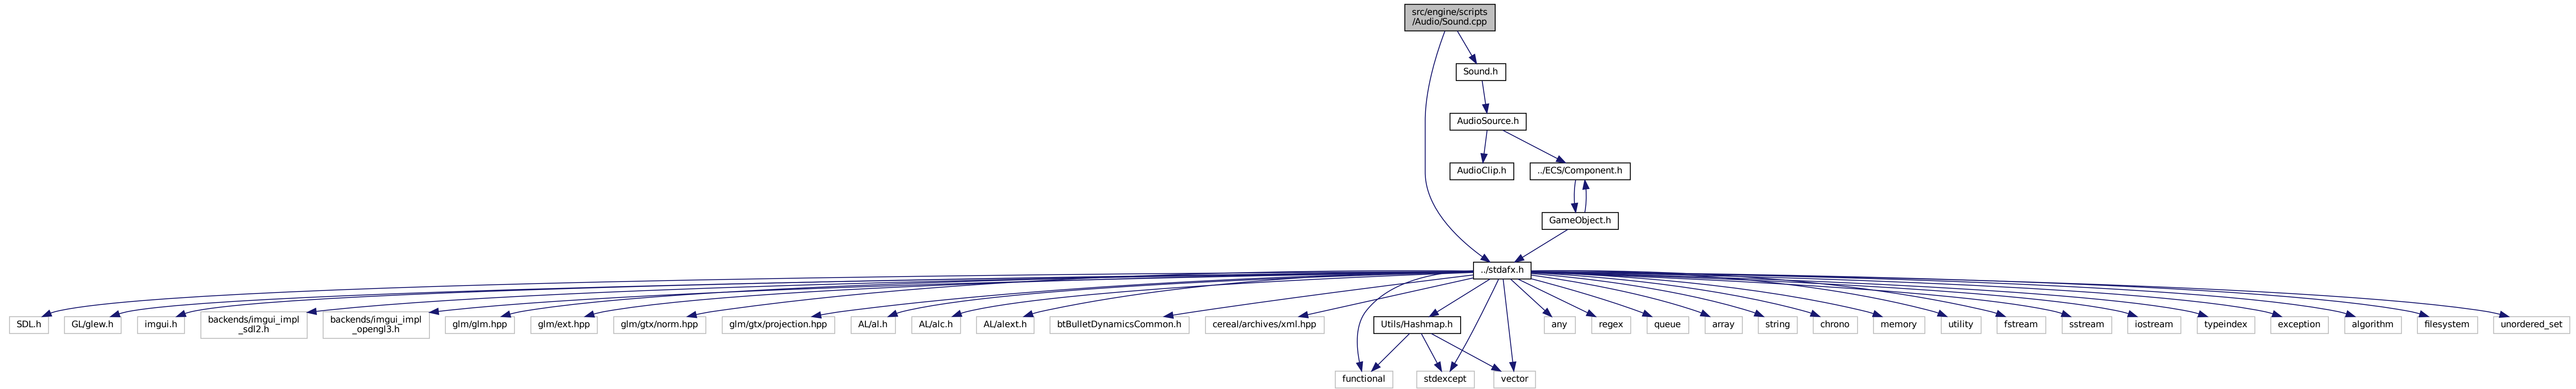 src/engine/scripts
/Audio/Sound.cpp
Sound.h
AudioSource.h
AudioClip.h
../ECS/Component.h
GameObject.h
../stdafx.h
SDL.h
GL/glew.h
imgui.h
backends/imgui_impl
_sdl2.h
backends/imgui_impl
_opengl3.h
glm/glm.hpp
glm/ext.hpp
glm/gtx/norm.hpp
glm/gtx/projection.hpp
AL/al.h
AL/alc.h
AL/alext.h
btBulletDynamicsCommon.h
cereal/archives/xml.hpp
Utils/Hashmap.h
any
regex
queue
array
string
chrono
memory
utility
fstream
sstream
iostream
typeindex
exception
algorithm
filesystem
unordered_set
functional
stdexcept
vector